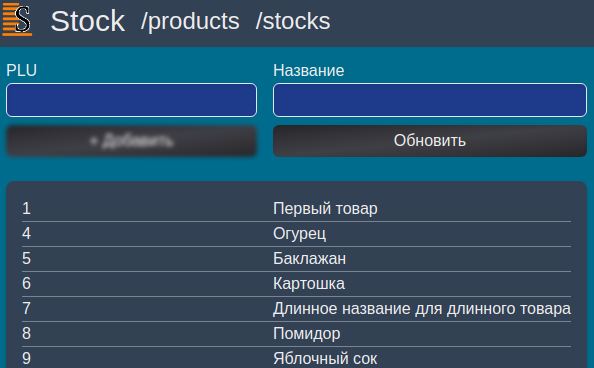 S Stock /products /stocks
PLU Название
+ Добавить Обновить
1 Первый товар
4 Огурец
5 Баклажан
6 Картошка
7 Длинное название для длинного товара
8 Помидор
9 Яблочный сок